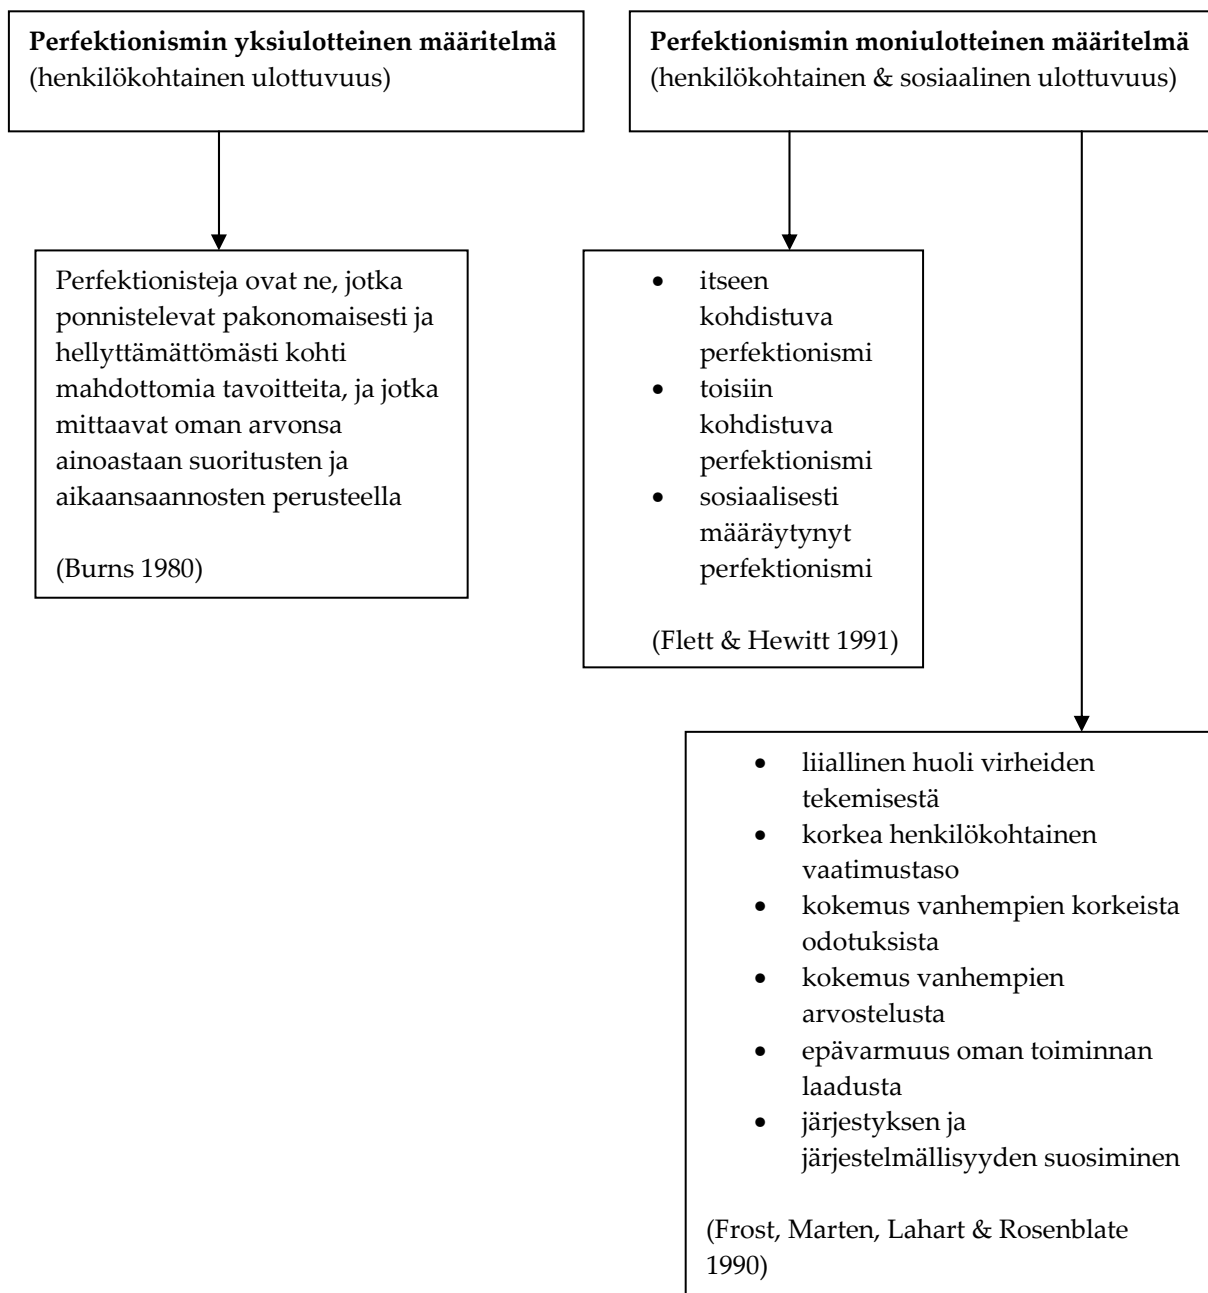 Perfektionismin yksiulotteinen määritelmä
(henkilökohtainen ulottuvuus)
Perfektionismin moniulotteinen määritelmä
(henkilökohtainen & sosiaalinen ulottuvuus)
Perfektionisteja ovat ne, jotka
ponnistelevat pakonomaisesti ja
hellyttämättömästi kohti
mahdottomia tavoitteita, ja jotka
mittaavat oman arvonsa
ainoastaan suoritusten ja
aikaansaannosten perusteella
(Burns 1980)
• itseen
kohdistuva
perfektionismi
• toisiin
kohdistuva
perfektionismi
• sosiaalisesti
määräytynyt
perfektionismi
(Flett & Hewitt 1991)
• liiallinen huoli virheiden
tekemisestä
• korkea henkilökohtainen
vaatimustaso
• kokemus vanhempien korkeista
odotuksista
• kokemus vanhempien
arvostelusta
• epävarmuus oman toiminnan
laadusta
• järjestyksen ja
järjestelmällisyyden suosiminen
(Frost, Marten, Lahart & Rosenblate
1990)